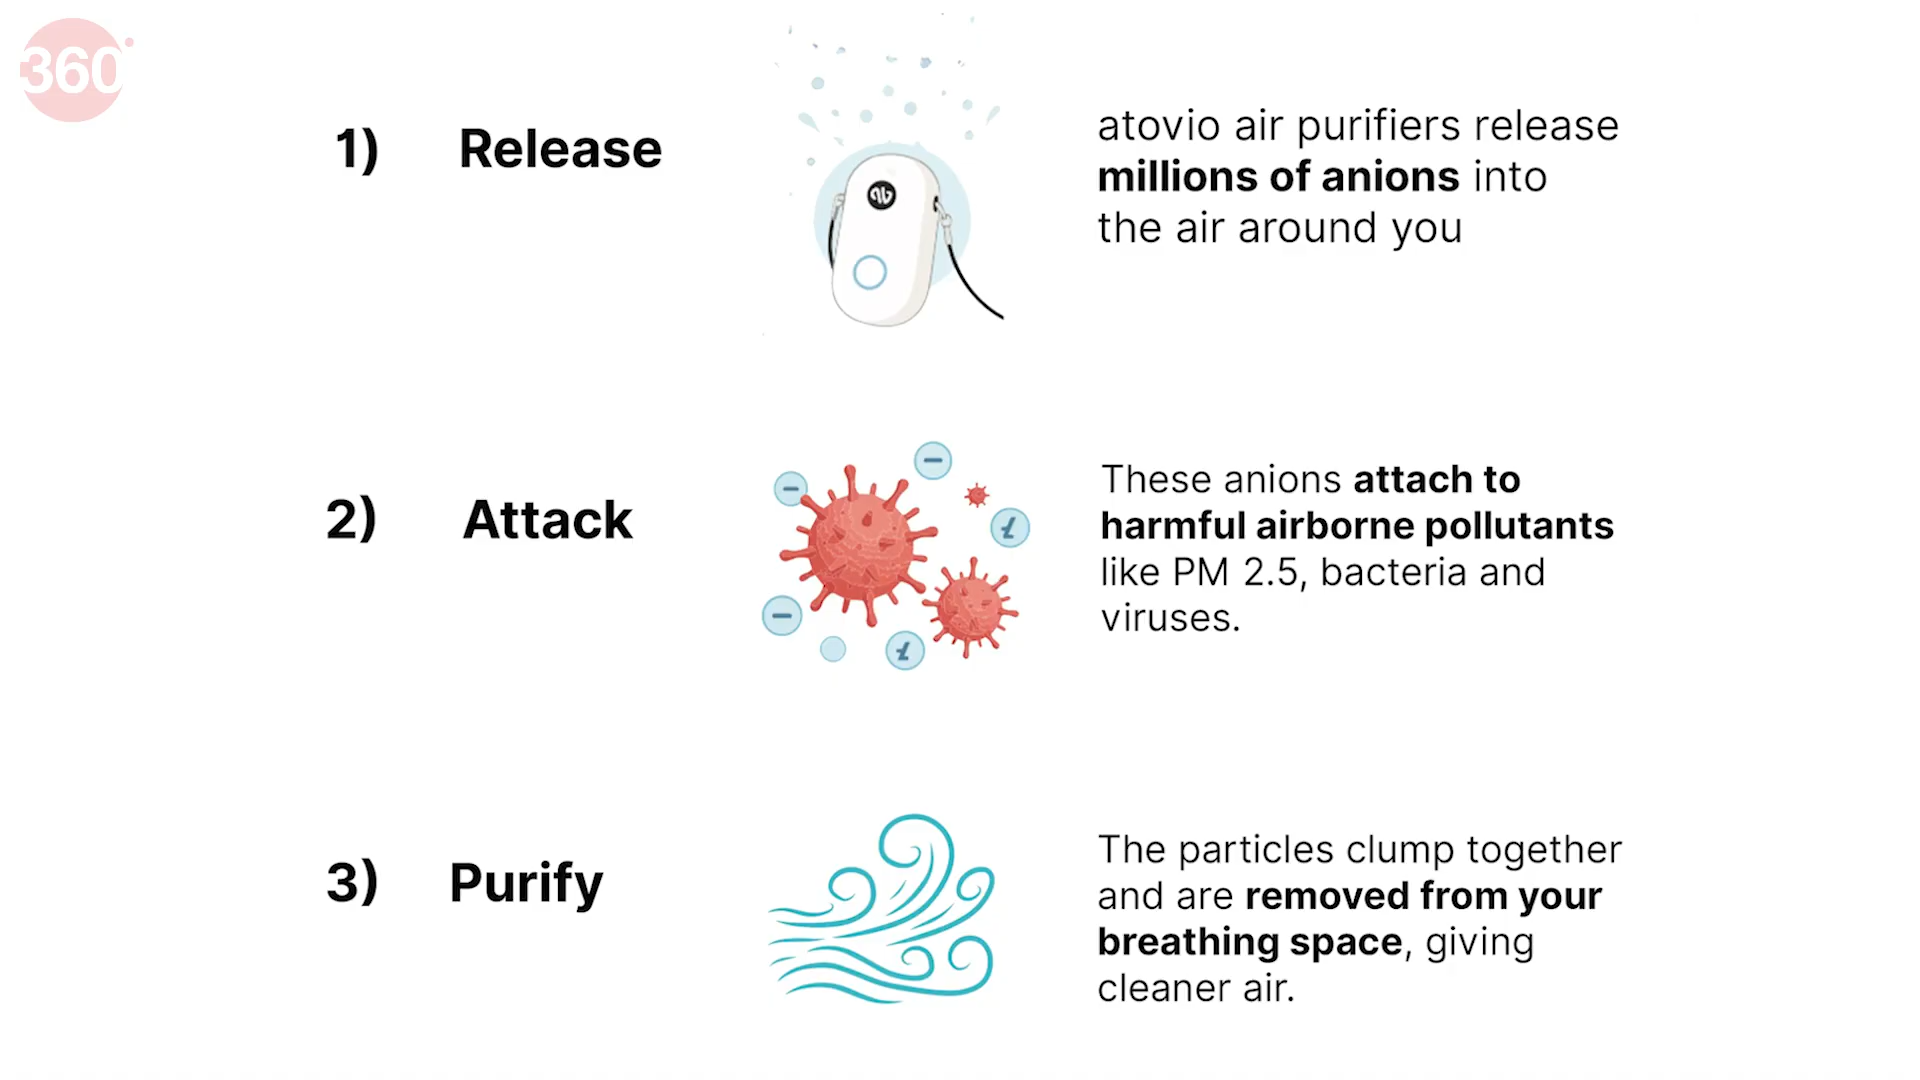 360°
1) Release
atovio air purifiers release
millions of anions into
the air around you
2) Attack
These anions attach to
harmful airborne pollutants
like PM 2.5, bacteria and
viruses.
3) Purify
The particles clump together
and are removed from your
breathing space, giving
cleaner air.